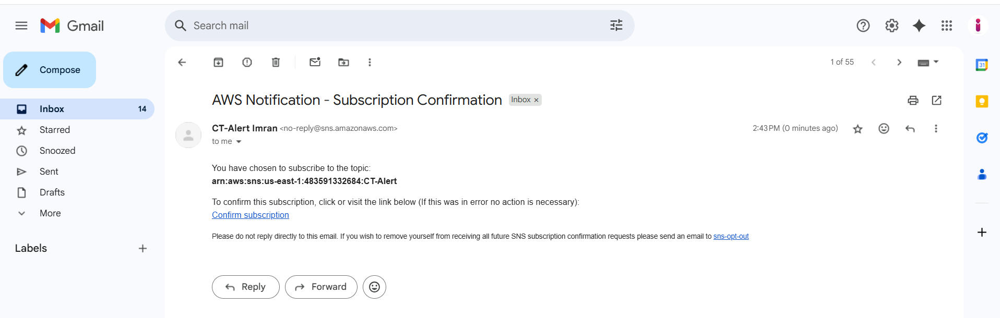 Gmail
Search mail
Compose
1 of 55
31
Inbox 14
Starred
Snoozed
Sent
Drafts
More
Labels
AWS Notification - Subscription Confirmation Inbox ×
CT-Alert Imran <no-reply@sns.amazonaws.com> 2:43 PM (0 minutes ago)
to me
You have chosen to subscribe to the topic:
arn:aws:sns:us-east-1:483591332684:CT-Alert
To confirm this subscription, click or visit the link below (If this was in error no action is necessary):
Confirm subscription
Please do not reply directly to this email. If you wish to remove yourself from receiving all future SNS subscription confirmation requests please send an email to sns-opt-out
Reply Forward